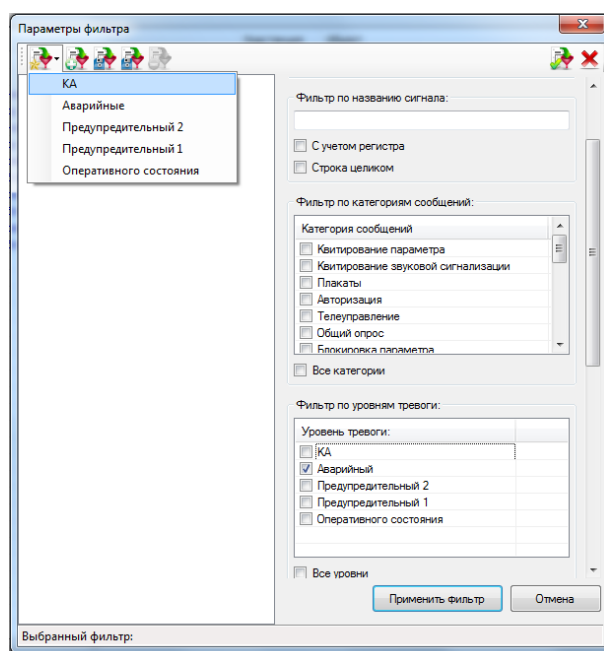 Параметры фильтра
КА
Аварийные
Предупредительный 2
Предупредительный 1
Оперативного состояния
Фильтр по названию сигнала:
С учетом регистра
Строка целиком
Фильтр по категориям сообщений:
Категория сообщений
Квитирование параметра
Квитирование звуковой сигнализации
Плакаты
Авторизация
Телеуправление
Общий опрос
Блокировка параметра
Все категории
Фильтр по уровням тревоги:
Уровень тревоги:
КА
Аварийный
Предупредительный 2
Предупредительный 1
Оперативного состояния
Все уровни
Применить фильтр
Отмена
Выбранный фильтр: